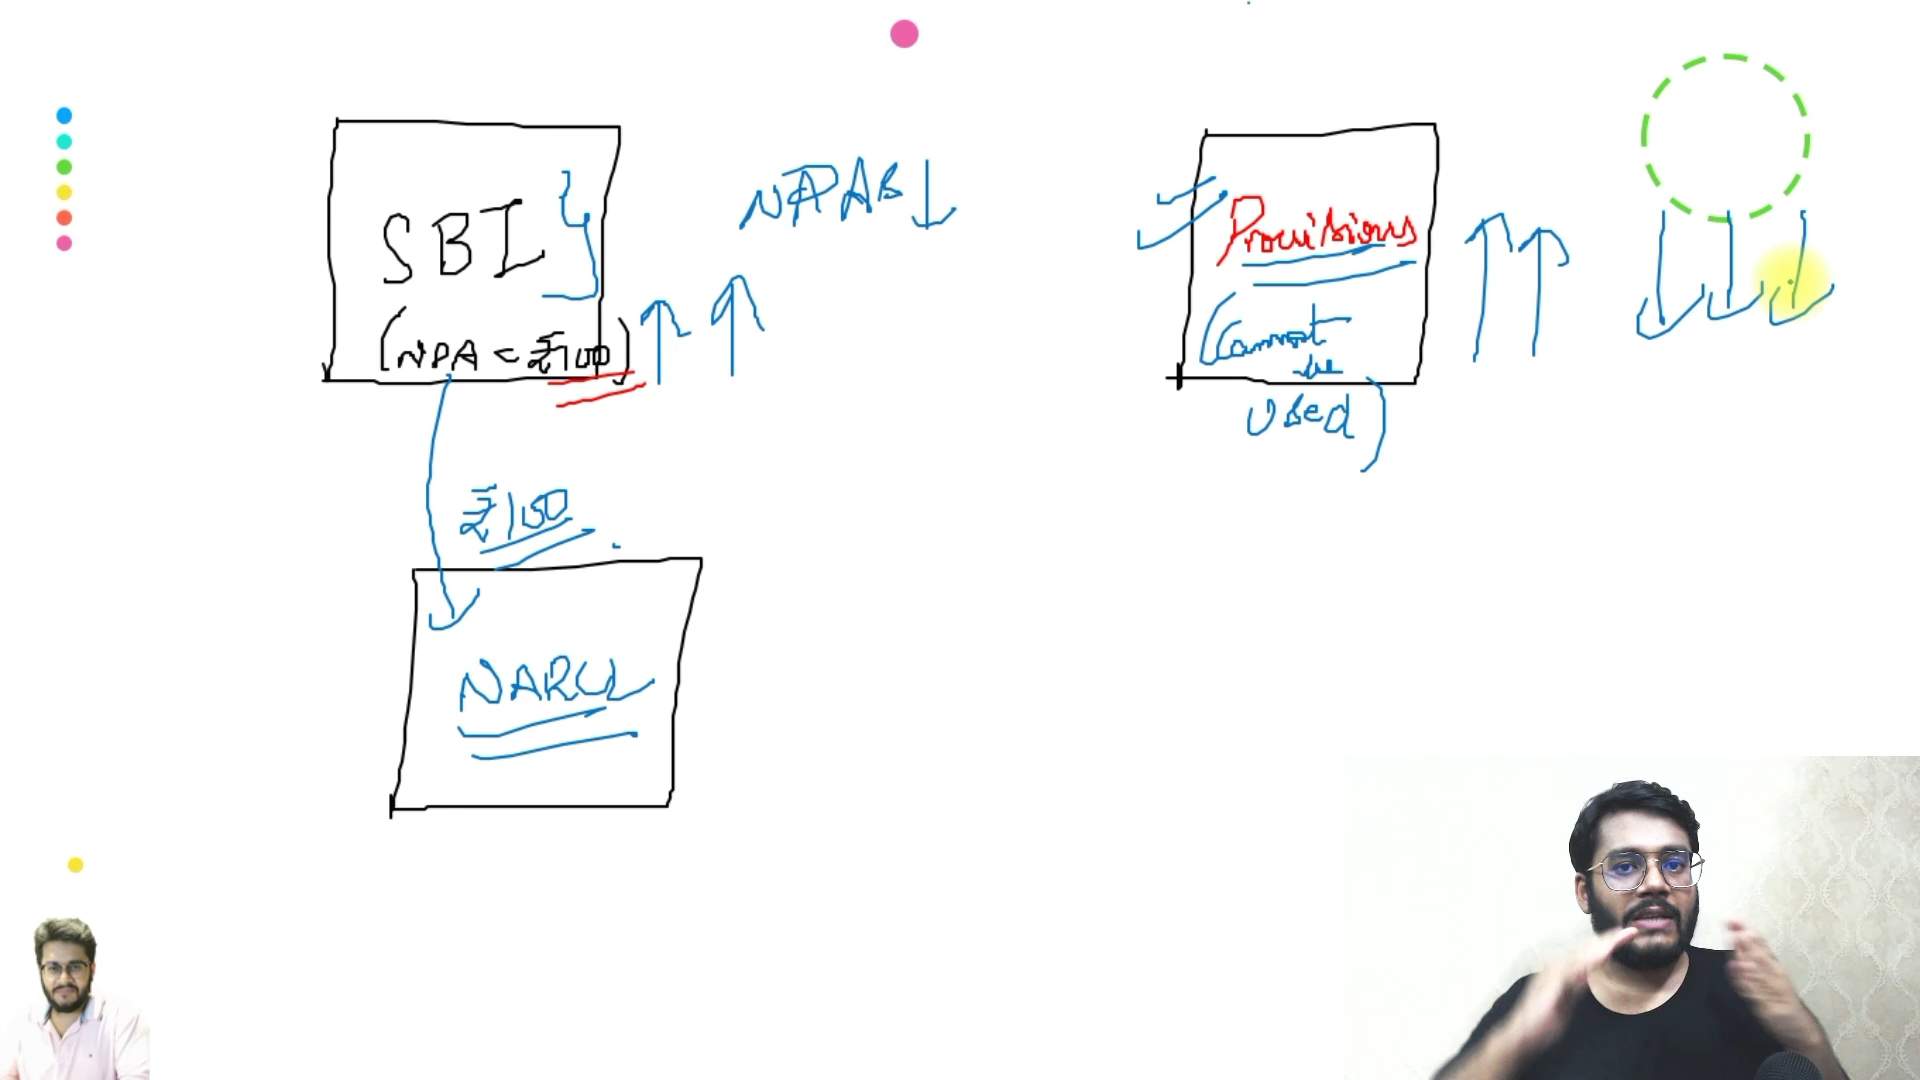 SBI
(NPA = ₹100)
NPAs ↓
Provisions
(Cannot
be
Used)
₹100
NARCL